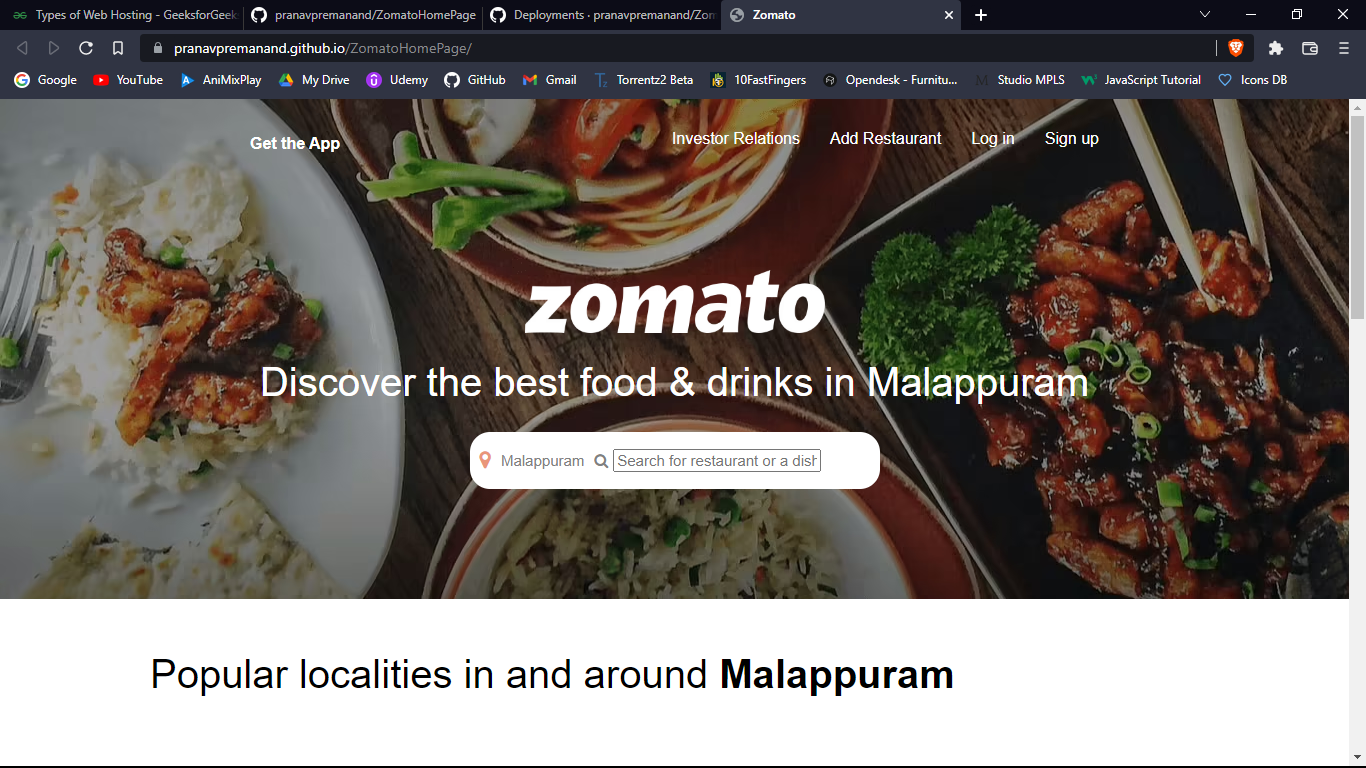 Types of Web Hosting - GeeksforGeek
pranavpremanand/ZomatoHomePage
Deployments · pranavpremanand/Zom
Zomato
pranavpremanand.github.io/ZomatoHomePage/
Google YouTube AniMixPlay My Drive Udemy GitHub Gmail Torrentz2 Beta 10FastFingers Opendesk - Furnitu... Studio MPLS JavaScript Tutorial Icons DB
Get the App
Investor Relations Add Restaurant Log in Sign up
zomato
Discover the best food & drinks in Malappuram
Malappuram Search for restaurant or a dish
Popular localities in and around Malappuram